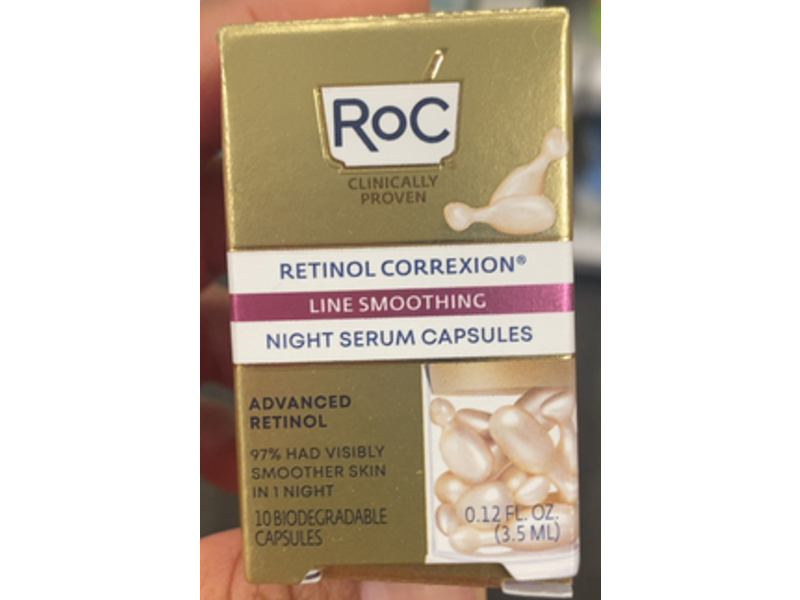 RoC
CLINICALLY
PROVEN
RETINOL CORREXION®
LINE SMOOTHING
NIGHT SERUM CAPSULES
ADVANCED
RETINOL
97% HAD VISIBLY
SMOOTHER SKIN
IN 1 NIGHT
10 BIODEGRADABLE
CAPSULES
0.12 FL. OZ.
(3.5 ML)